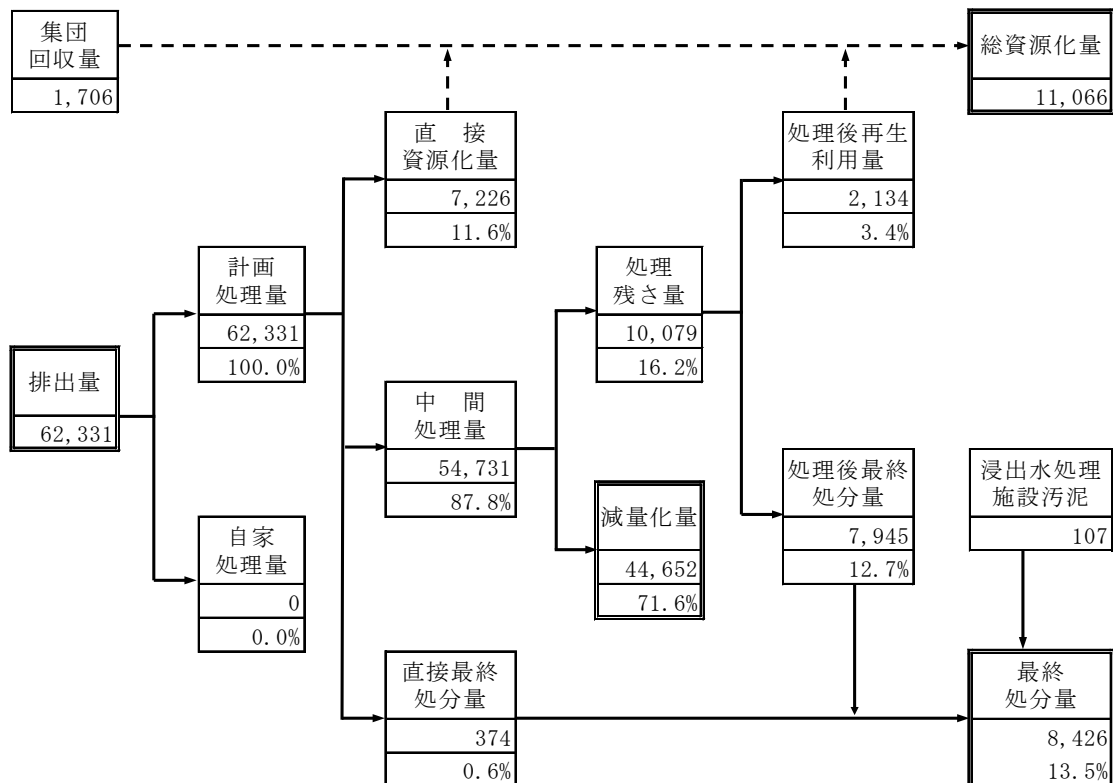 集団
回収量
1,706
総資源化量
11,066
直　接
資源化量
7,226
11.6%
処理後再生
利用量
2,134
3.4%
計画
処理量
62,331
100.0%
処理
残さ量
10,079
16.2%
排出量
62,331
中　間
処理量
54,731
87.8%
処理後最終
処分量
7,945
12.7%
浸出水処理
施設汚泥
107
減量化量
44,652
71.6%
自家
処理量
0
0.0%
直接最終
処分量
374
0.6%
最終
処分量
8,426
13.5%